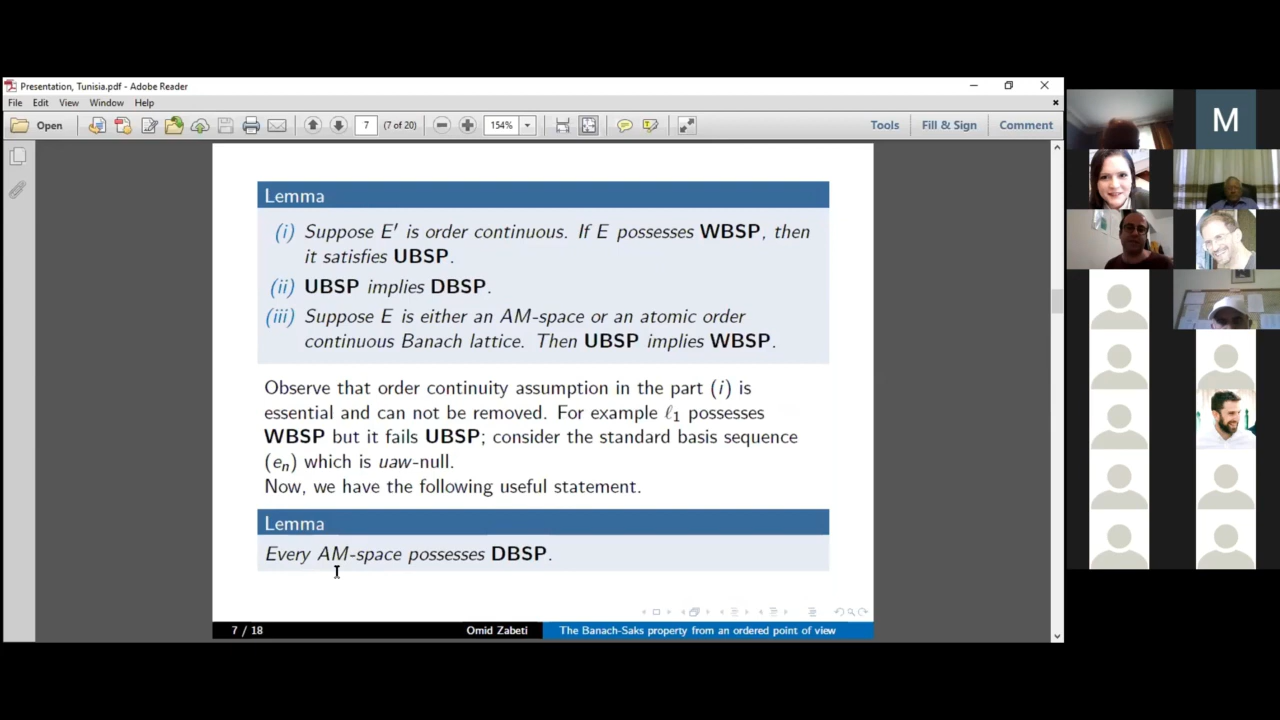 Presentation, Tunisia.pdf - Adobe Reader
File Edit View Window Help
Open 7 (7 of 20) 154% Tools Fill & Sign Comment
M
Lemma
(i) Suppose E′ is order continuous. If E possesses WBSP, then
it satisfies UBSP.
(ii) UBSP implies DBSP.
(iii) Suppose E is either an AM-space or an atomic order
continuous Banach lattice. Then UBSP implies WBSP.
Observe that order continuity assumption in the part (i) is
essential and can not be removed. For example ℓ₁ possesses
WBSP but it fails UBSP; consider the standard basis sequence
(eₙ) which is uaw-null.
Now, we have the following useful statement.
Lemma
Every AM-space possesses DBSP.
7 / 18 Omid Zabeti The Banach-Saks property from an ordered point of view